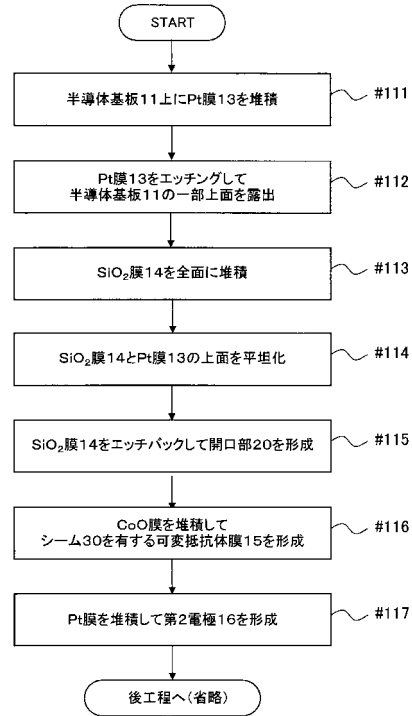 START
半導体基板11上にPt膜13を堆積
#111
Pt膜13をエッチングして
半導体基板11の一部上面を露出
#112
SiO₂膜14を全面に堆積
#113
SiO₂膜14とPt膜13の上面を平坦化
#114
SiO₂膜14をエッチバックして開口部20を形成
#115
CoO膜を堆積して
シーム30を有する可変抵抗体膜15を形成
#116
Pt膜を堆積して第2電極16を形成
#117
後工程へ(省略)